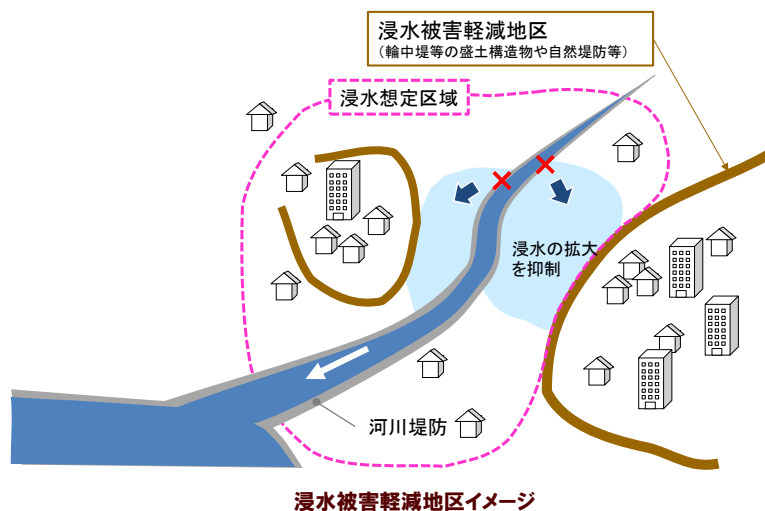 浸水被害軽減地区
（輪中堤等の盛土構造物や自然堤防等）
浸水想定区域
浸水の拡大
を抑制
河川堤防
浸水被害軽減地区イメージ